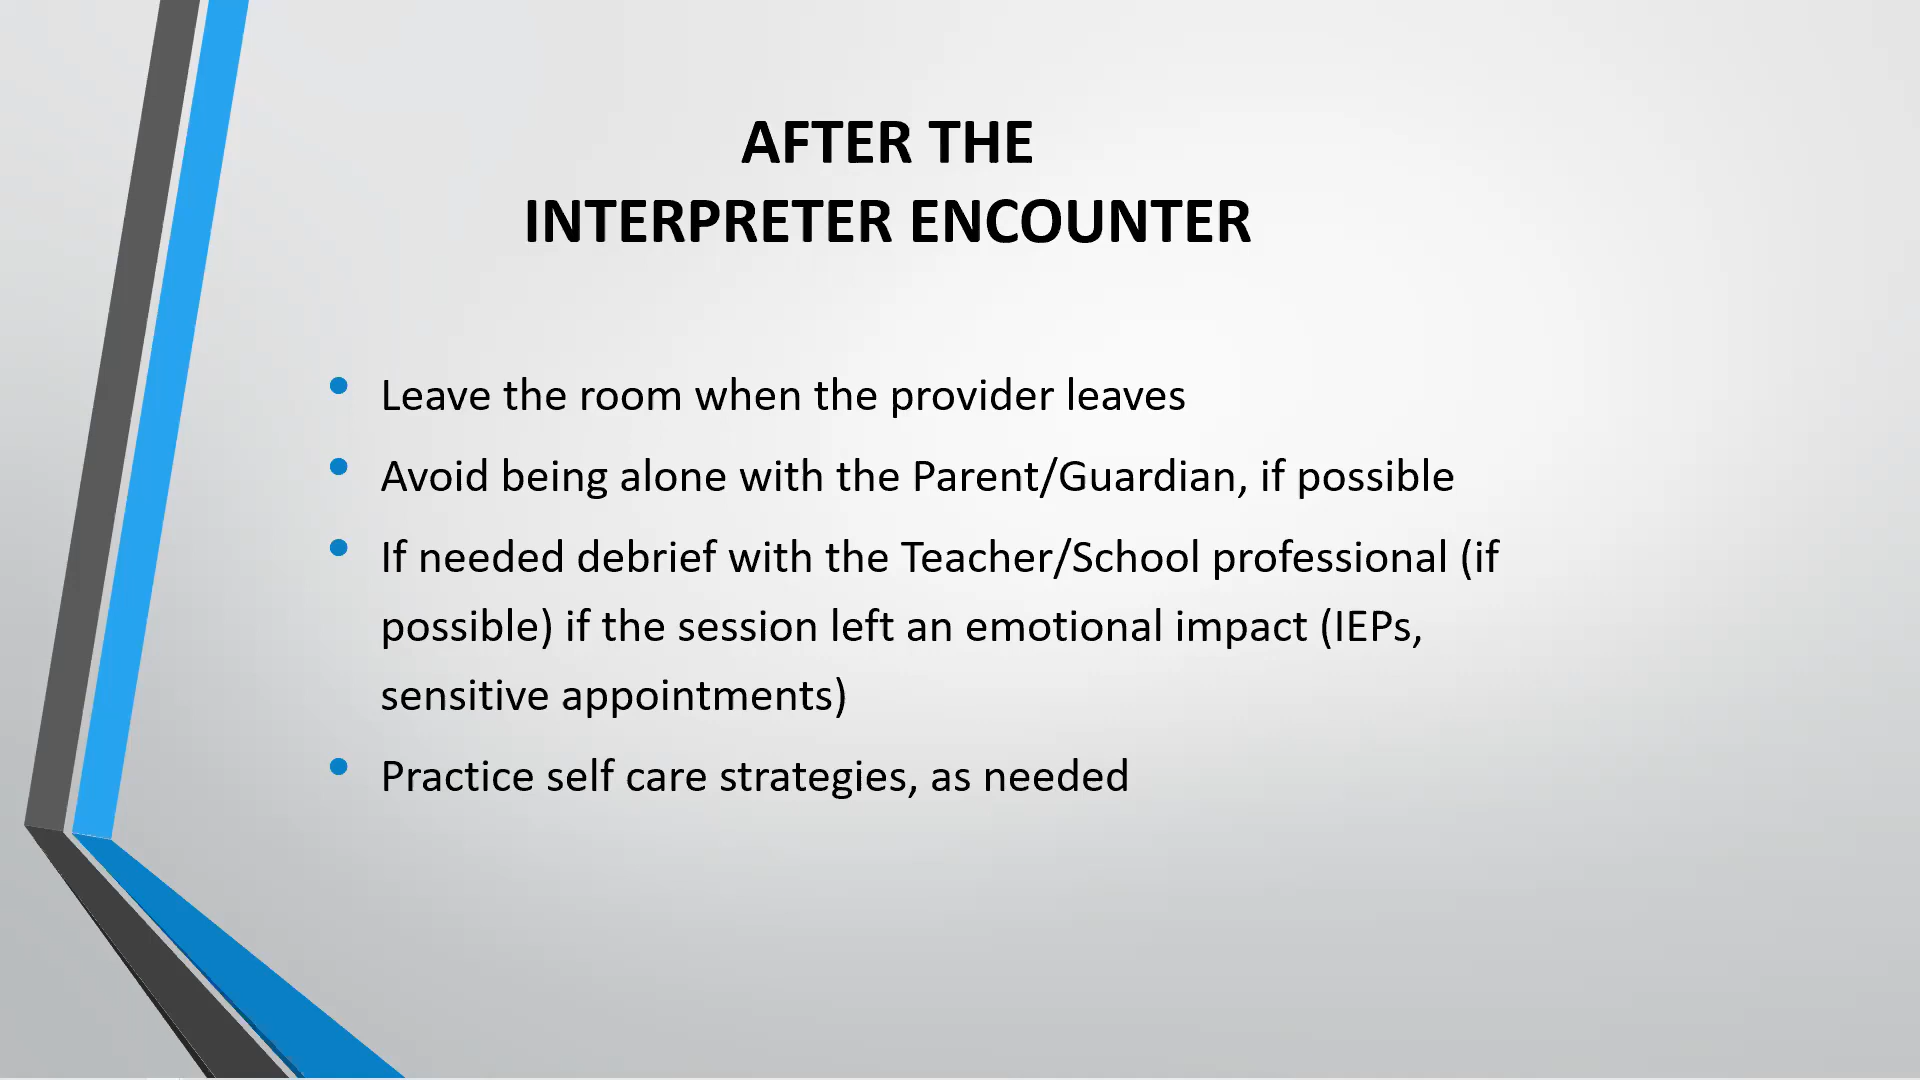 AFTER THE
INTERPRETER ENCOUNTER
• Leave the room when the provider leaves
• Avoid being alone with the Parent/Guardian, if possible
• If needed debrief with the Teacher/School professional (if
possible) if the session left an emotional impact (IEPs,
sensitive appointments)
• Practice self care strategies, as needed